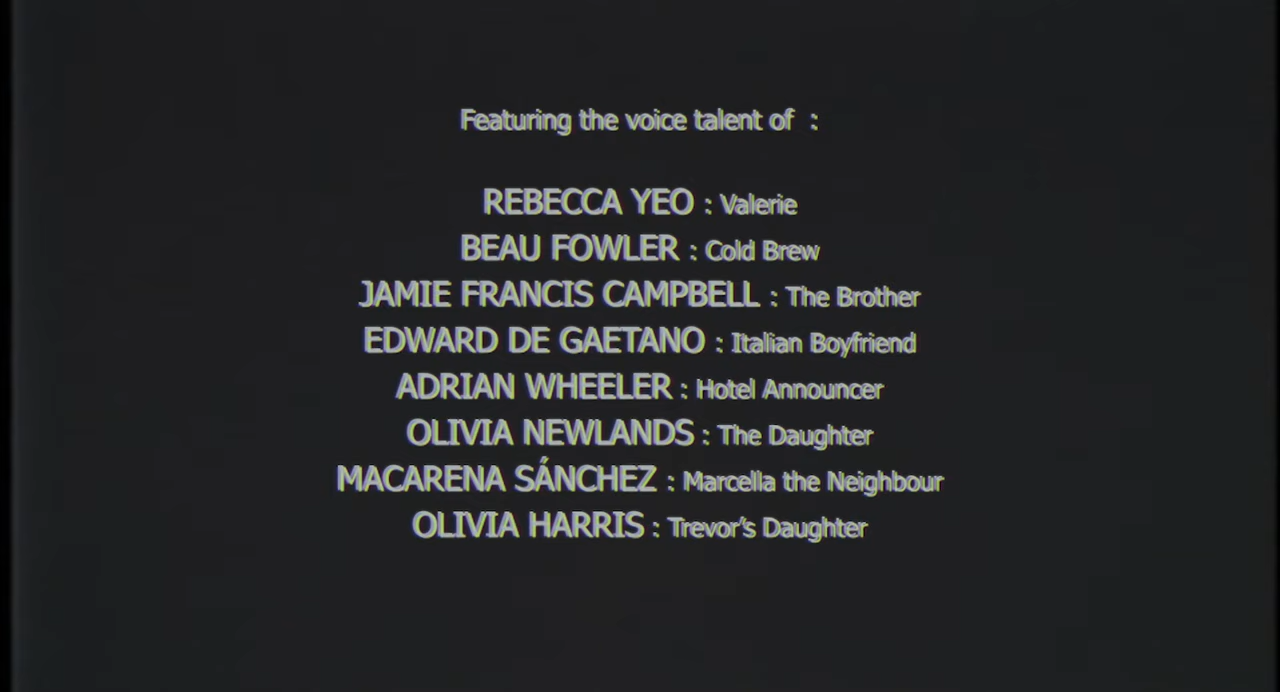 Featuring the voice talent of :
REBECCA YEO : Valerie
BEAU FOWLER : Cold Brew
JAMIE FRANCIS CAMPBELL : The Brother
EDWARD DE GAETANO : Italian Boyfriend
ADRIAN WHEELER : Hotel Announcer
OLIVIA NEWLANDS : The Daughter
MACARENA SÁNCHEZ : Marcella the Neighbour
OLIVIA HARRIS : Trevor's Daughter